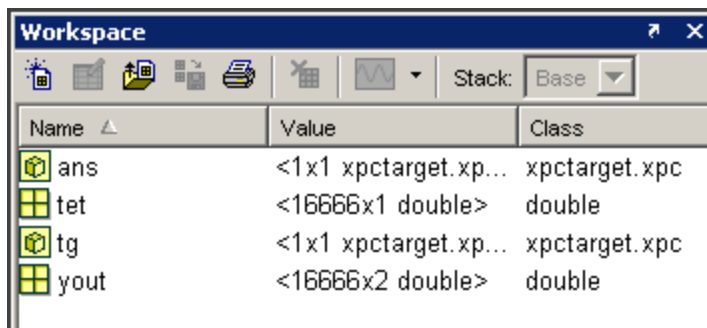 Workspace
Stack: Base
Name Value Class
ans <1x1 xpctarget.xp... xpctarget.xpc
tet <16666x1 double> double
tg <1x1 xpctarget.xp... xpctarget.xpc
yout <16666x2 double> double